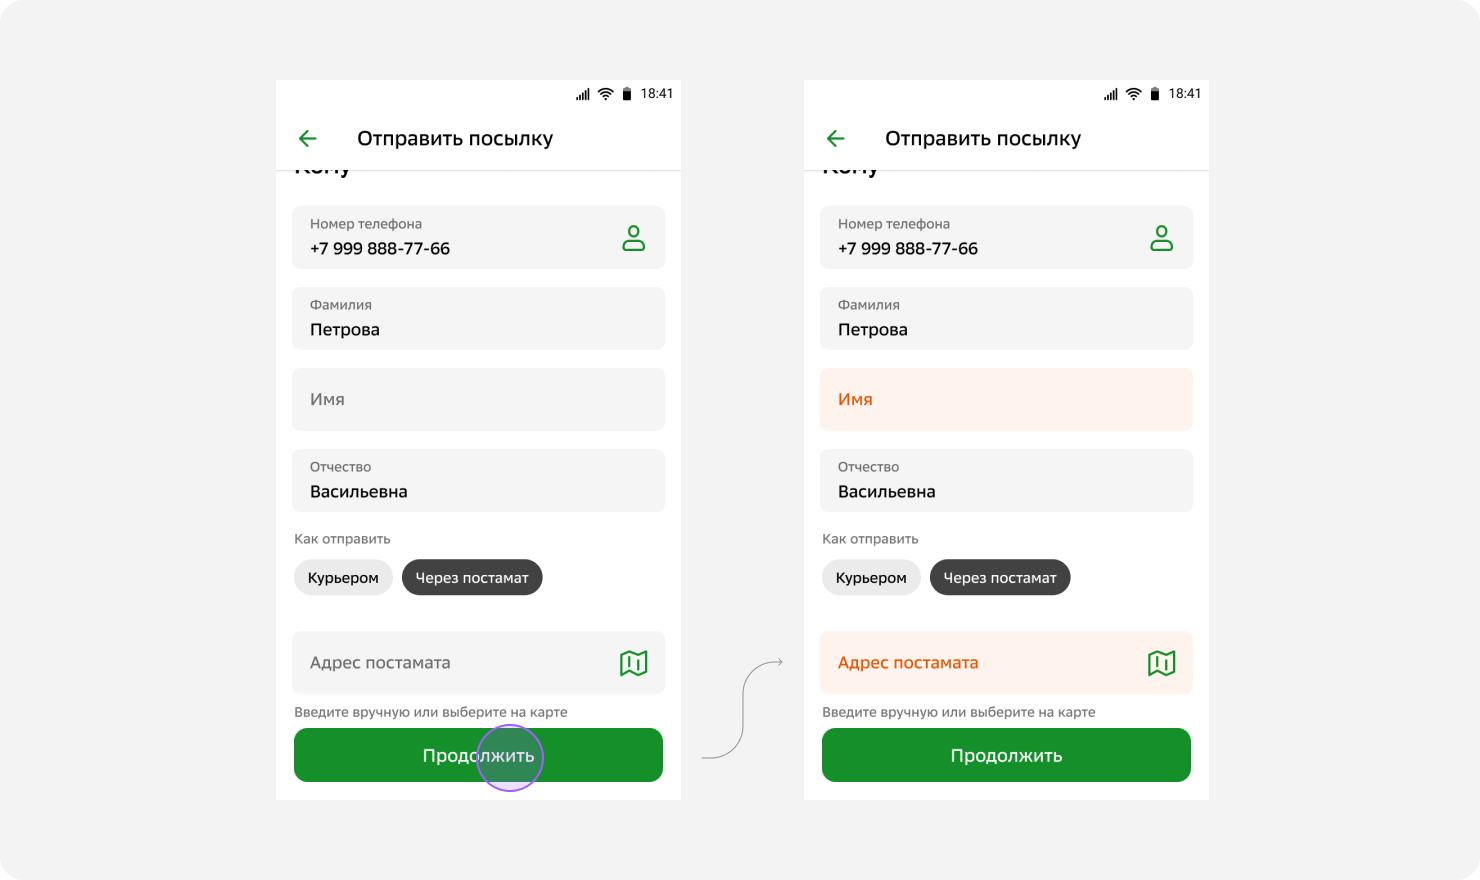 18:41
Отправить посылку
Кому
Номер телефона
+7 999 888-77-66
Фамилия
Петрова
Имя
Отчество
Васильевна
Как отправить
Курьером
Через постамат
Адрес постамата
Введите вручную или выберите на карте
Продолжить
18:41
Отправить посылку
Кому
Номер телефона
+7 999 888-77-66
Фамилия
Петрова
Имя
Отчество
Васильевна
Как отправить
Курьером
Через постамат
Адрес постамата
Введите вручную или выберите на карте
Продолжить